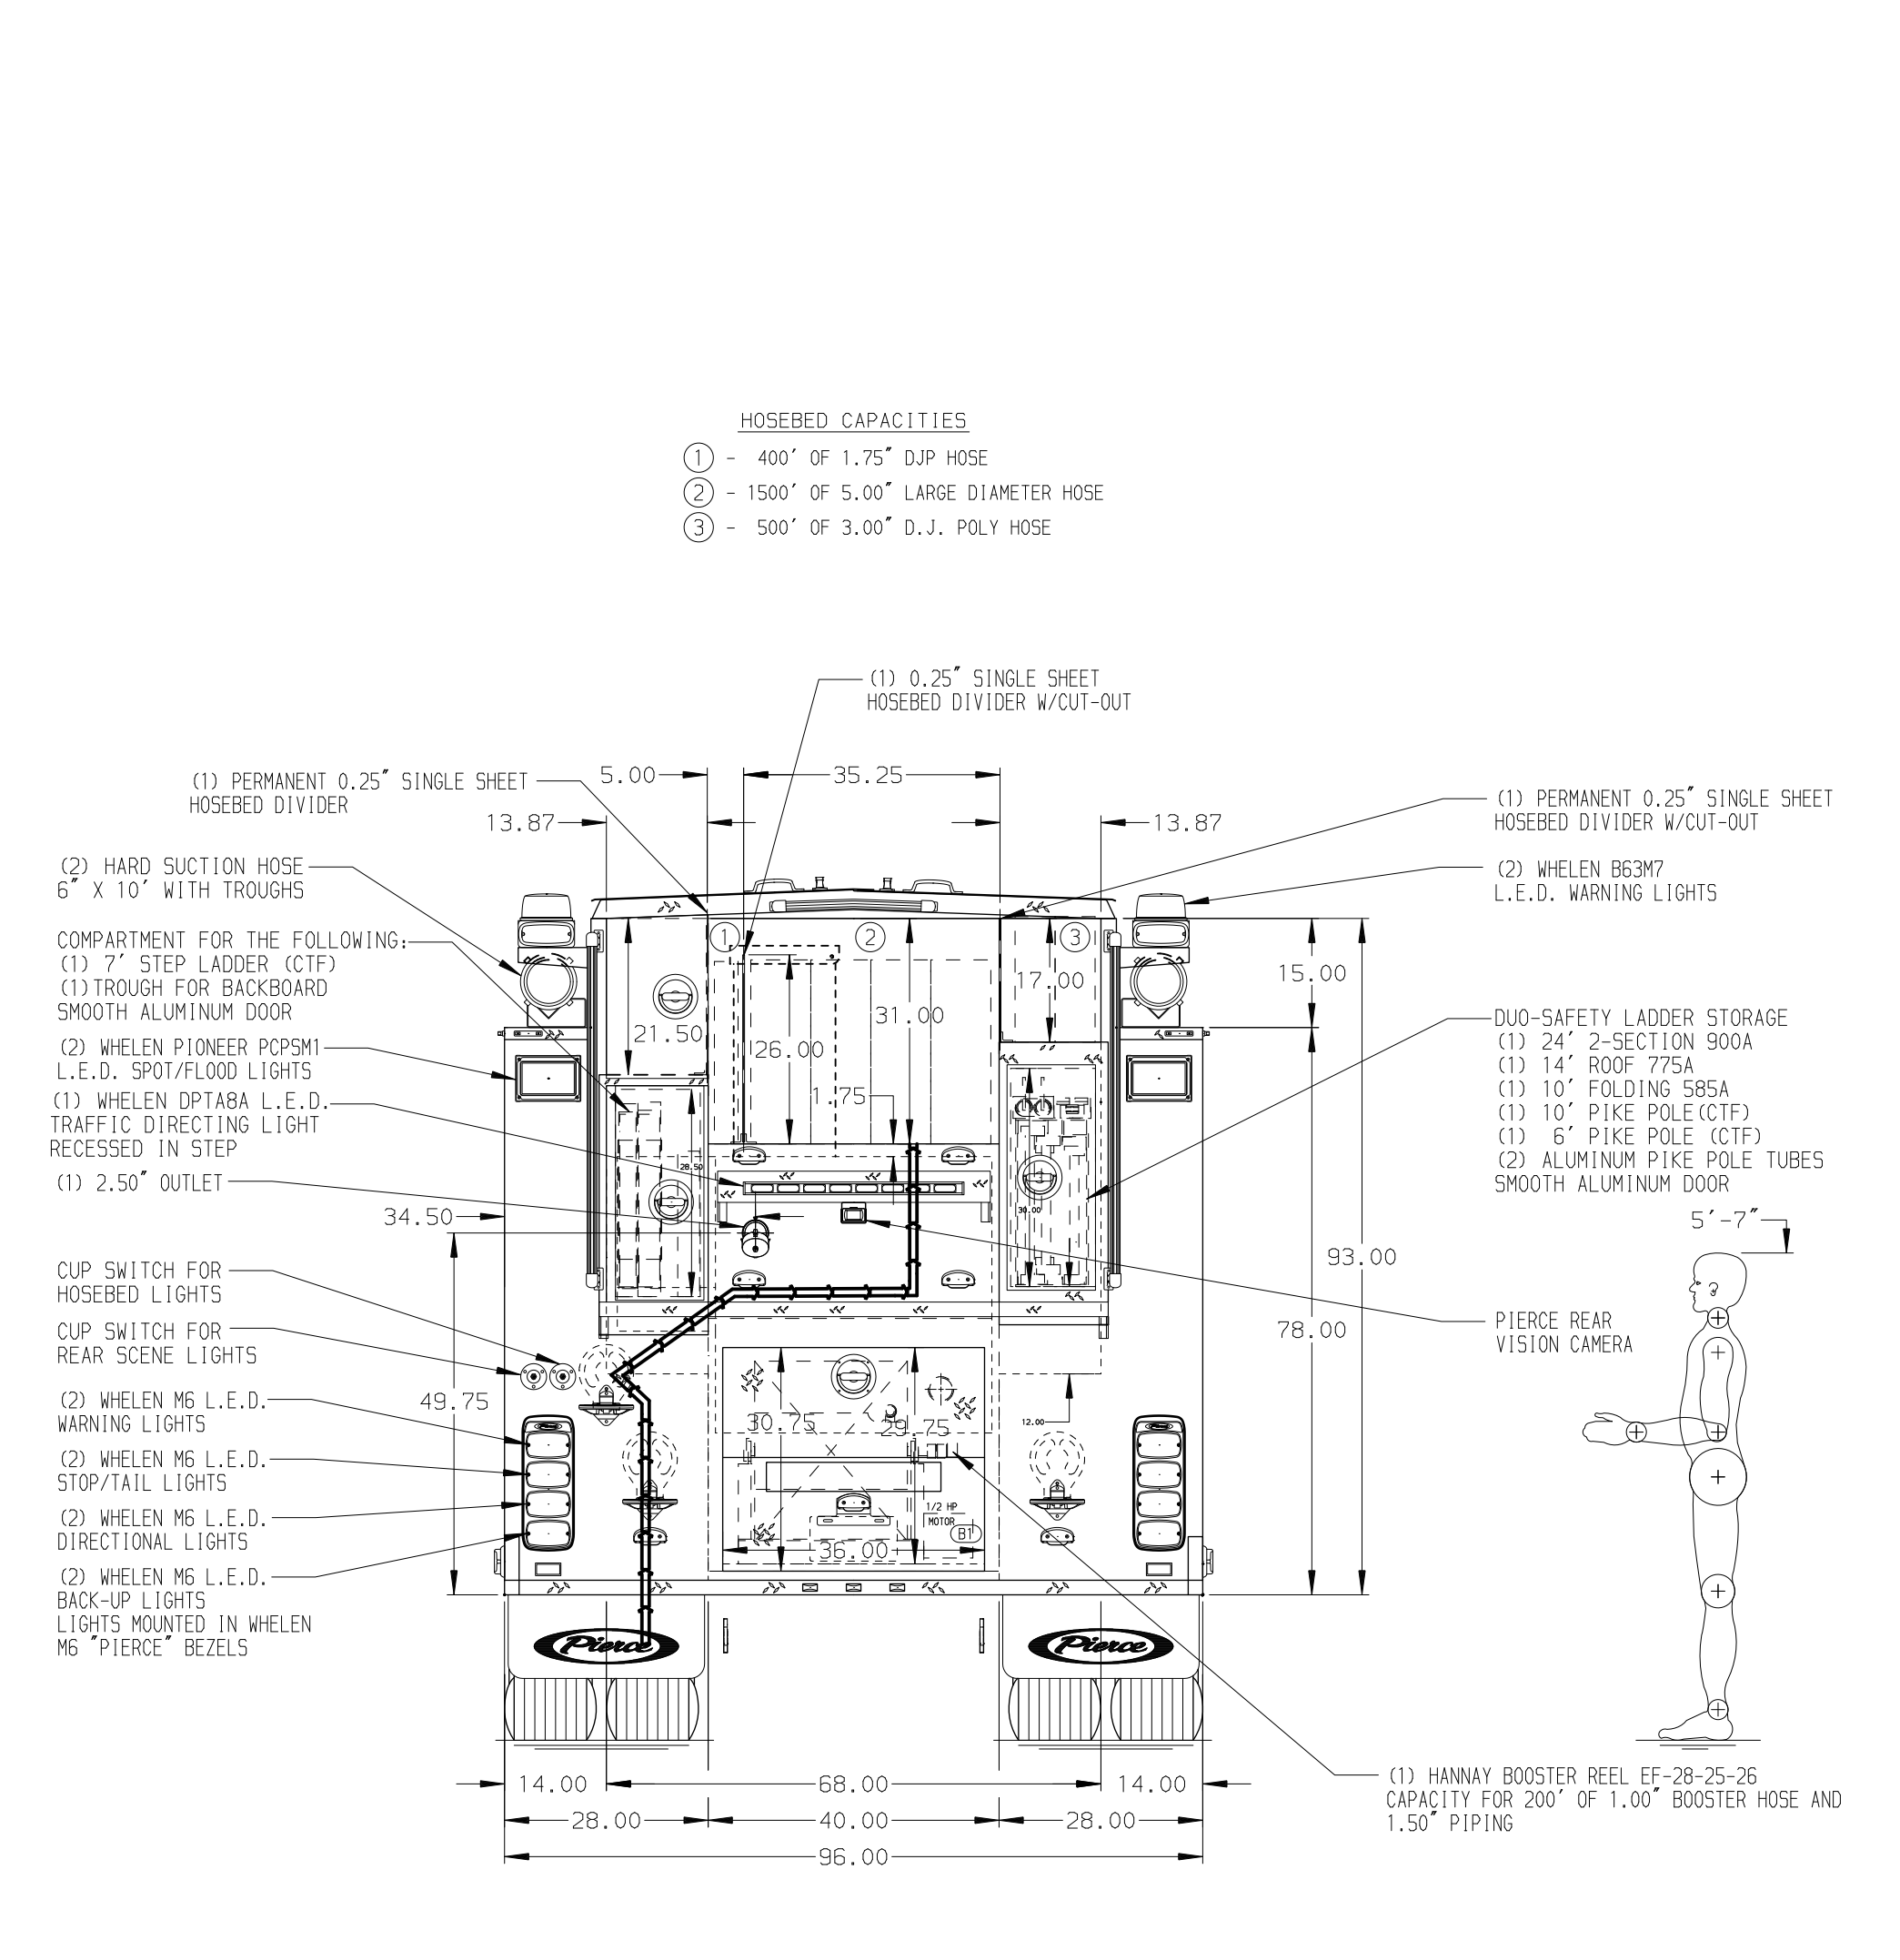 HOSEBED CAPACITIES
1 - 400' OF 1.75" DJP HOSE
2 - 1500' OF 5.00" LARGE DIAMETER HOSE
3 - 500' OF 3.00" D.J. POLY HOSE
(1) 0.25" SINGLE SHEET
HOSEBED DIVIDER W/CUT-OUT
(1) PERMANENT 0.25" SINGLE SHEET
HOSEBED DIVIDER
5.00
35.25
13.87
13.87
(1) PERMANENT 0.25" SINGLE SHEET
HOSEBED DIVIDER W/CUT-OUT
(2) HARD SUCTION HOSE
6" X 10' WITH TROUGHS
(2) WHELEN B63M7
L.E.D. WARNING LIGHTS
COMPARTMENT FOR THE FOLLOWING:
(1) 7' STEP LADDER (CTF)
(1) TROUGH FOR BACKBOARD
SMOOTH ALUMINUM DOOR
1
2
3
17.00
15.00
21.50
31.00
26.00
1.75
(2) WHELEN PIONEER PCPSM1
L.E.D. SPOT/FLOOD LIGHTS
(1) WHELEN DPTA8A L.E.D.
TRAFFIC DIRECTING LIGHT
RECESSED IN STEP
(1) 2.50" OUTLET
DUO-SAFETY LADDER STORAGE
(1) 24' 2-SECTION 900A
(1) 14' ROOF 775A
(1) 10' FOLDING 585A
(1) 10' PIKE POLE(CTF)
(1) 6' PIKE POLE (CTF)
(2) ALUMINUM PIKE POLE TUBES
SMOOTH ALUMINUM DOOR
28.50
30.00
34.50
5'-7"
93.00
CUP SWITCH FOR
HOSEBED LIGHTS
CUP SWITCH FOR
REAR SCENE LIGHTS
PIERCE REAR
VISION CAMERA
78.00
49.75
30.75
29.75
12.00
(2) WHELEN M6 L.E.D.
WARNING LIGHTS
(2) WHELEN M6 L.E.D.
STOP/TAIL LIGHTS
(2) WHELEN M6 L.E.D.
DIRECTIONAL LIGHTS
(2) WHELEN M6 L.E.D.
BACK-UP LIGHTS
LIGHTS MOUNTED IN WHELEN
M6 "PIERCE" BEZELS
1/2 HP
MOTOR
B1
36.00
Pierce
Pierce
(1) HANNAY BOOSTER REEL EF-28-25-26
CAPACITY FOR 200' OF 1.00" BOOSTER HOSE AND
1.50" PIPING
14.00
68.00
14.00
28.00
40.00
28.00
96.00